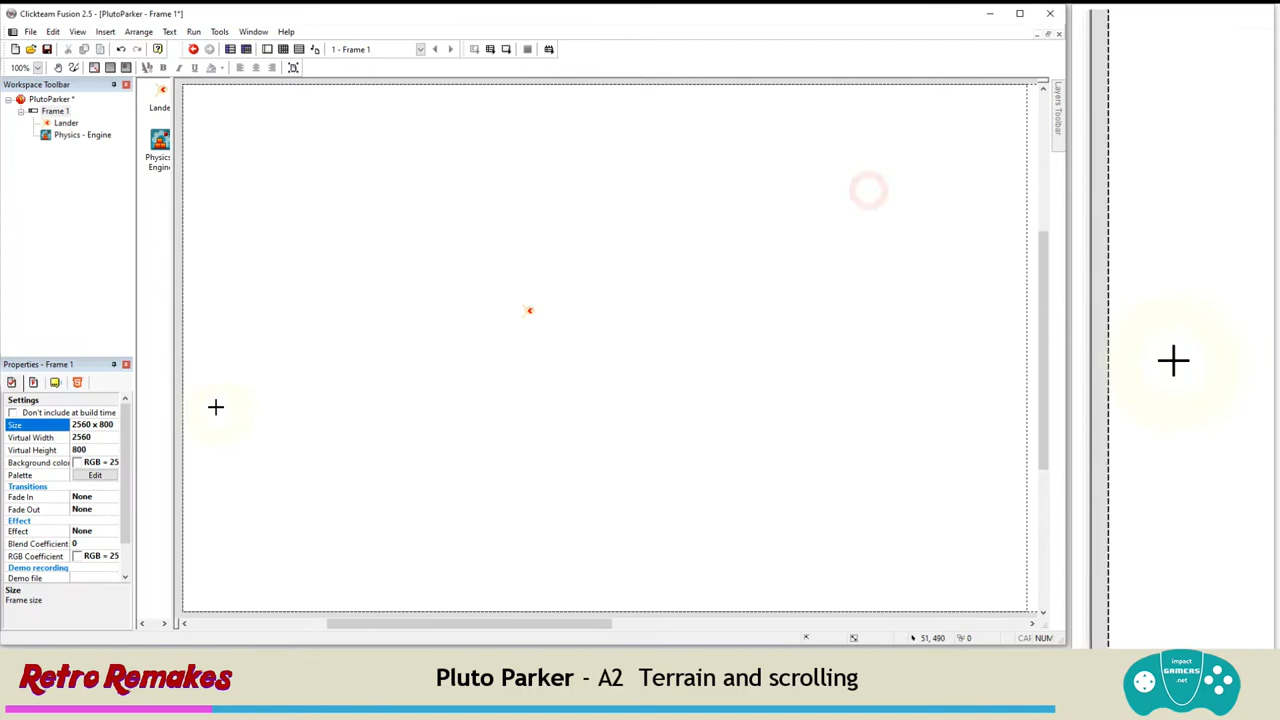 Clickteam Fusion 2.5 - [PlutoParker - Frame 1*]
File Edit View Insert Arrange Text Run Tools Window Help
1 - Frame 1
100%
Workspace Toolbar
PlutoParker *
Frame 1
Lander
Physics - Engine
Lande
Physics
Engin
Layers Toolbar
Properties - Frame 1
Settings
Don't include at build time
Size 2560 x 800
Virtual Width 2560
Virtual Height 800
Background color RGB = 25
Palette Edit
Transitions
Fade In None
Fade Out None
Effect
Effect None
Blend Coefficient 0
RGB Coefficient RGB = 25
Demo recording
Demo file
Size
Frame size
51, 490 0 CAP NUM
Retro Remakes
Pluto Parker - A2 Terrain and scrolling
impact
GAMERS
.net